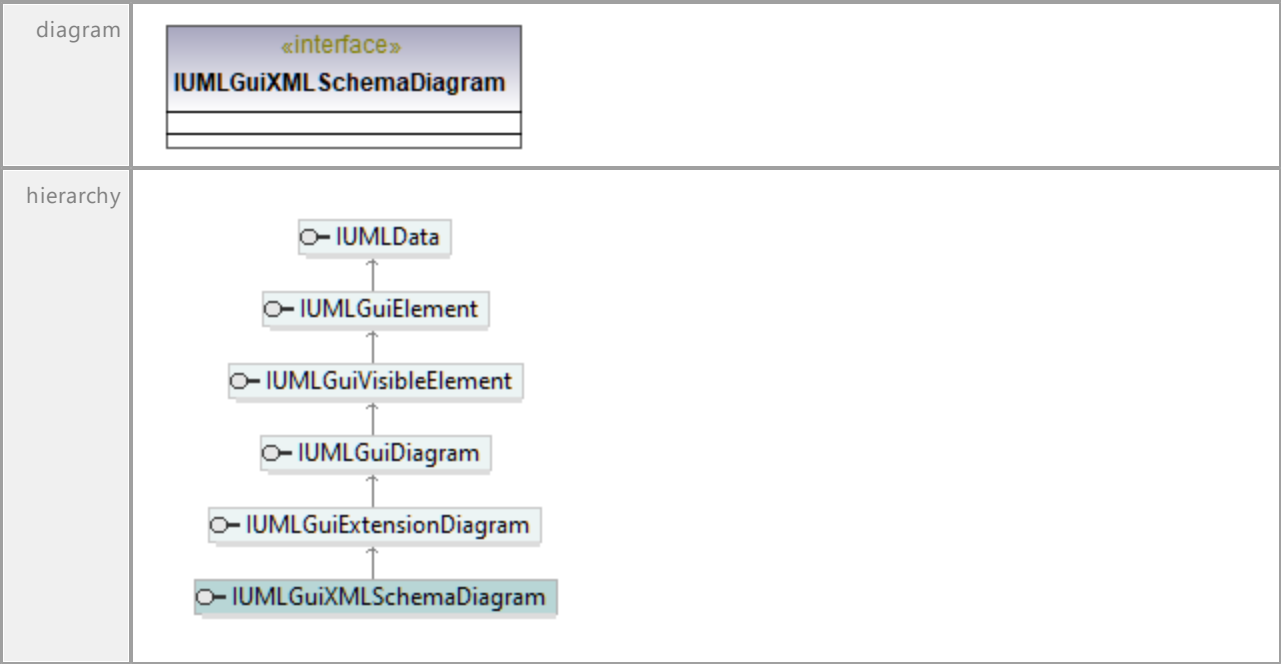 diagram
«interface»
IUMLGuiXMLSchemaDiagram
hierarchy
IUMLData
IUMLGuiElement
IUMLGuiVisibleElement
IUMLGuiDiagram
IUMLGuiExtensionDiagram
IUMLGuiXMLSchemaDiagram